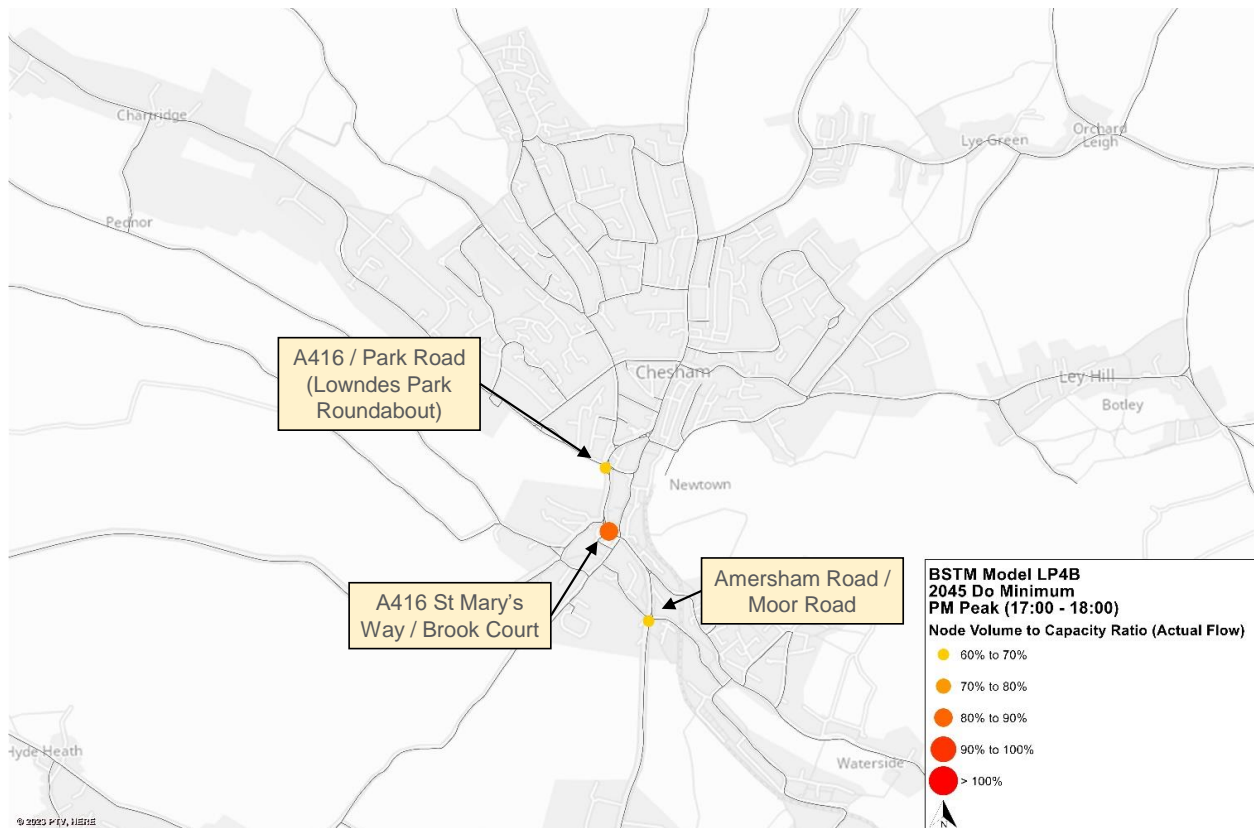 Chartridge
Lye Green
Orchard
Leigh
Pednor
A416 / Park Road
(Lowndes Park
Roundabout)
Chesham
Ley Hill
Botley
Newtown
A416 St Mary's
Way / Brook Court
Amersham Road /
Moor Road
Hyde Heath
Waterside
BSTM Model LP4B
2045 Do Minimum
PM Peak (17:00 - 18:00)
Node Volume to Capacity Ratio (Actual Flow)
60% to 70%
70% to 80%
80% to 90%
90% to 100%
> 100%
N
© 2023 PTV, HERE